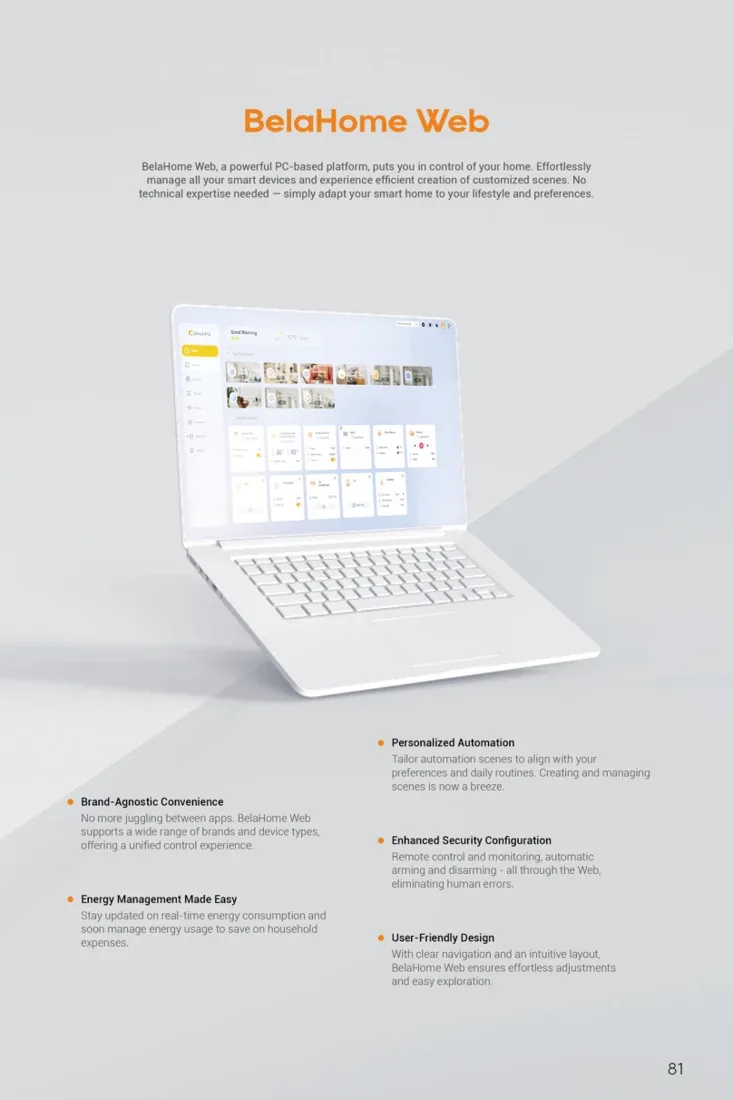 BelaHome Web
BelaHome Web, a powerful PC-based platform, puts you in control of your home. Effortlessly
manage all your smart devices and experience efficient creation of customized scenes. No
technical expertise needed — simply adapt your smart home to your lifestyle and preferences.
Good Morning
Brand-Agnostic Convenience
No more juggling between apps. BelaHome Web
supports a wide range of brands and device types,
offering a unified control experience.
Energy Management Made Easy
Stay updated on real-time energy consumption and
soon manage energy usage to save on household
expenses.
Personalized Automation
Tailor automation scenes to align with your
preferences and daily routines. Creating and managing
scenes is now a breeze.
Enhanced Security Configuration
Remote control and monitoring, automatic
arming and disarming - all through the Web,
eliminating human errors.
User-Friendly Design
With clear navigation and an intuitive layout,
BelaHome Web ensures effortless adjustments
and easy exploration.
81